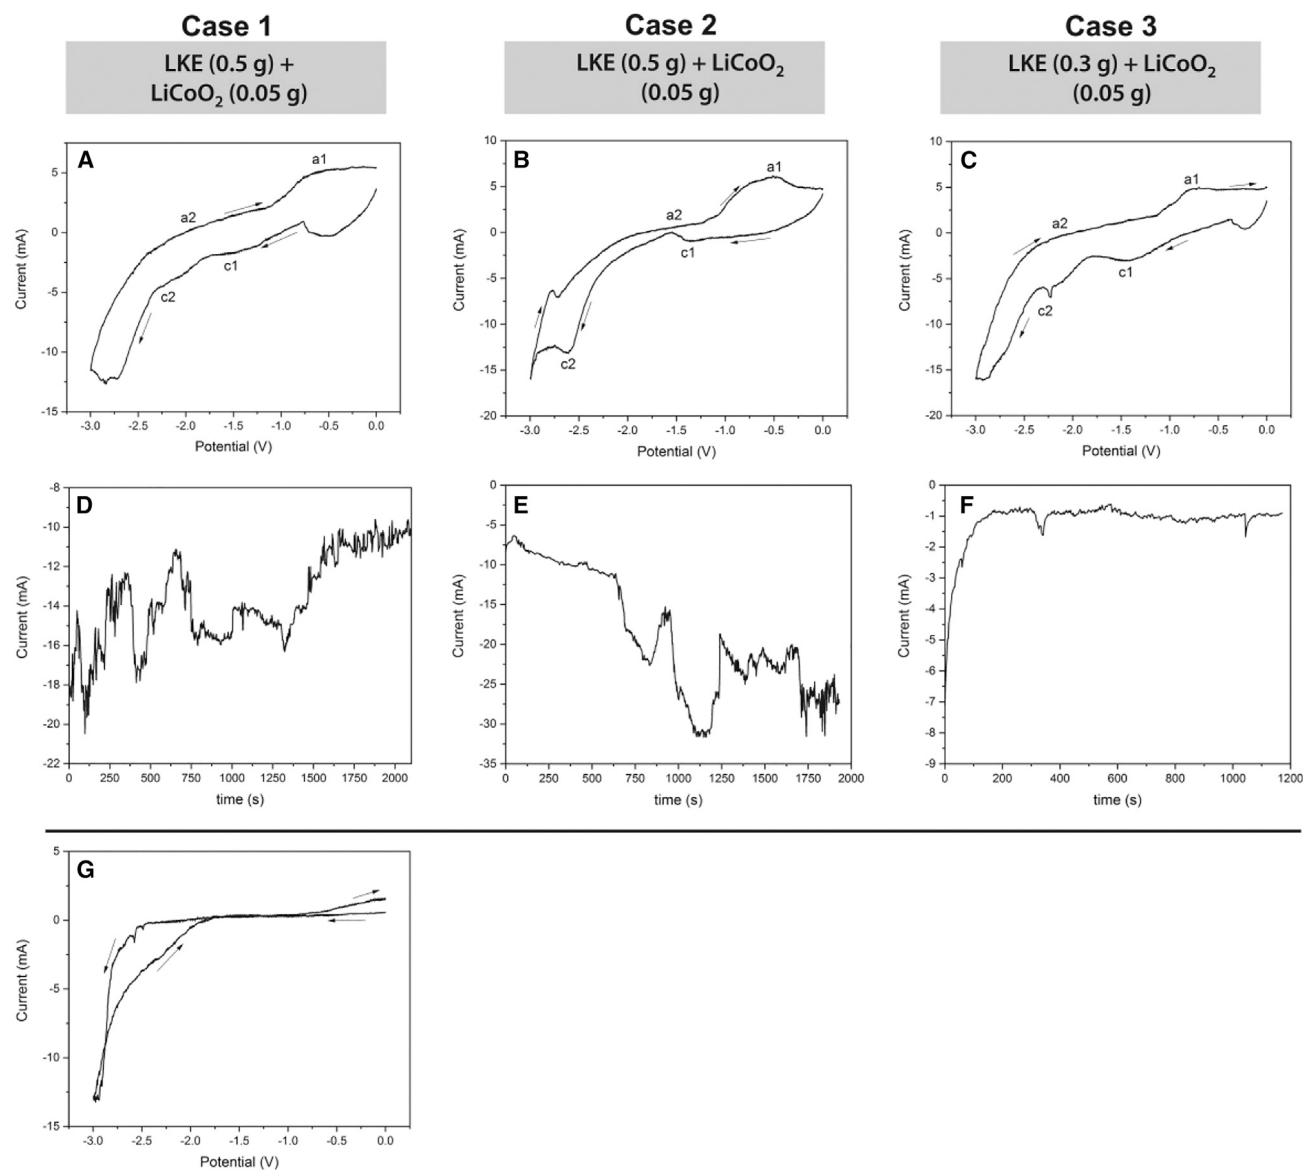 Case 1
LKE (0.5 g) +
LiCoO₂ (0.05 g)
Case 2
LKE (0.5 g) + LiCoO₂
(0.05 g)
Case 3
LKE (0.3 g) + LiCoO₂
(0.05 g)
A
a1
a2
c1
c2
5
0
-5
-10
-15
Current (mA)
-3.0 -2.5 -2.0 -1.5 -1.0 -0.5 0.0
Potential (V)
B
a1
a2
c1
c2
10
5
0
-5
-10
-15
-20
Current (mA)
-3.0 -2.5 -2.0 -1.5 -1.0 -0.5 0.0
Potential (V)
C
a1
a2
c1
c2
10
5
0
-5
-10
-15
-20
Current (mA)
-3.0 -2.5 -2.0 -1.5 -1.0 -0.5 0.0
Potential (V)
D
-8
-10
-12
-14
-16
-18
-20
-22
Current (mA)
0 250 500 750 1000 1250 1500 1750 2000
time (s)
E
0
-5
-10
-15
-20
-25
-30
-35
Current (mA)
0 250 500 750 1000 1250 1500 1750 2000
time (s)
F
0
-1
-2
-3
-4
-5
-6
-7
-8
-9
Current (mA)
0 200 400 600 800 1000 1200
time (s)
G
5
0
-5
-10
-15
Current (mA)
-3.0 -2.5 -2.0 -1.5 -1.0 -0.5 0.0
Potential (V)